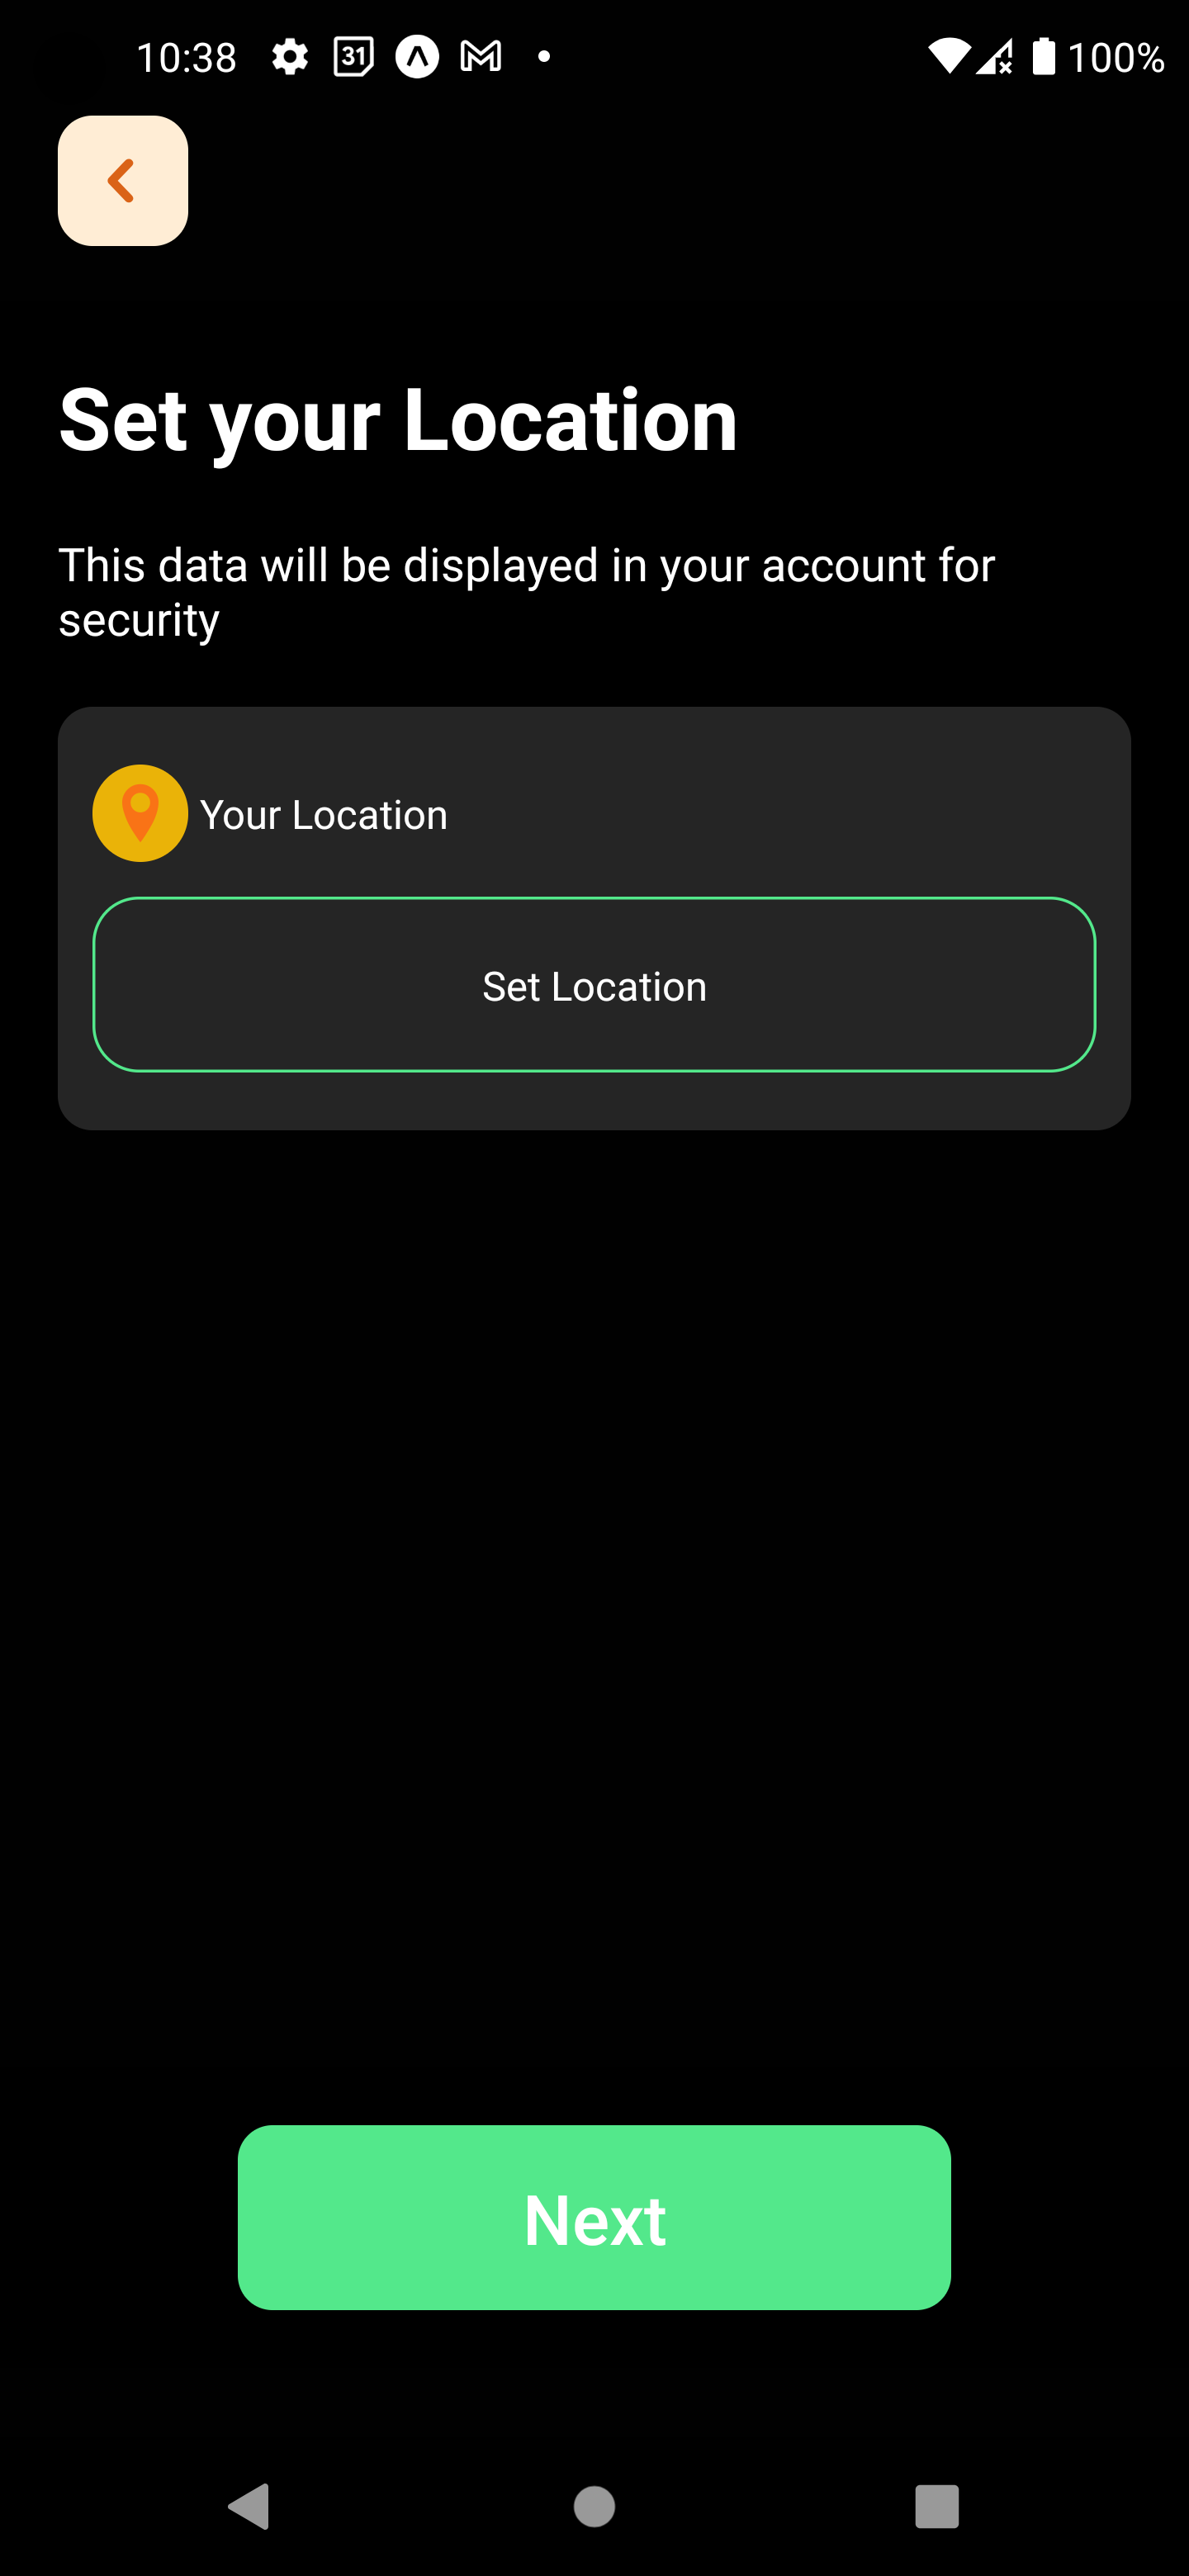 10:38
31
100%
Set your Location
This data will be displayed in your account for
security
Your Location
Set Location
Next